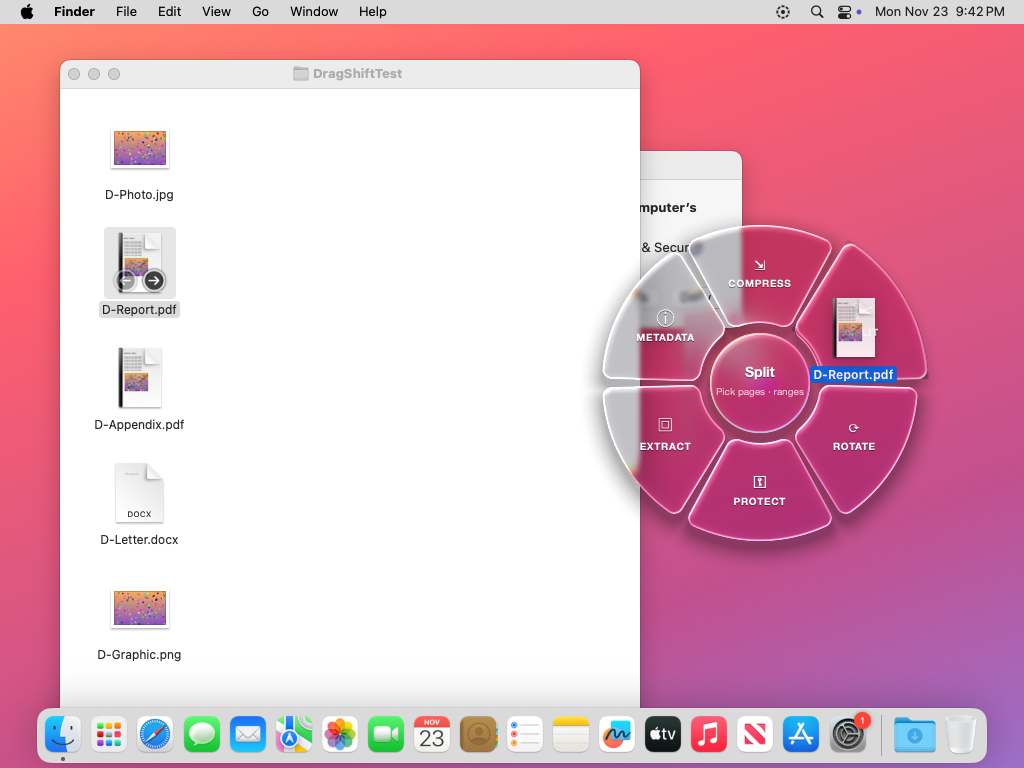 Finder File Edit View Go Window Help Mon Nov 23 9:42 PM
DragShiftTest
D-Photo.jpg
D-Report.pdf
D-Appendix.pdf
DOCX
D-Letter.docx
D-Graphic.png
mputer's
& Secur
COMPRESS
METADATA
Split
Pick pages · ranges
D-Report.pdf
EXTRACT
ROTATE
PROTECT
NOV
23
tv
1